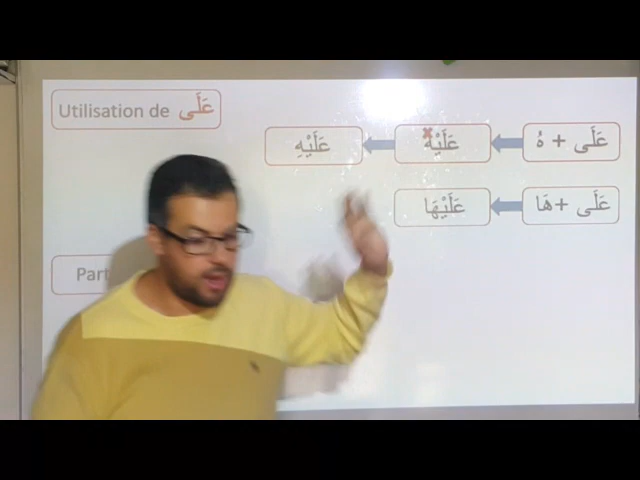 Utilisation de عَلَى
عَلَى + هُ عَلَيْهُ عَلَيْهِ
عَلَى + هَا عَلَيْهَا
Part